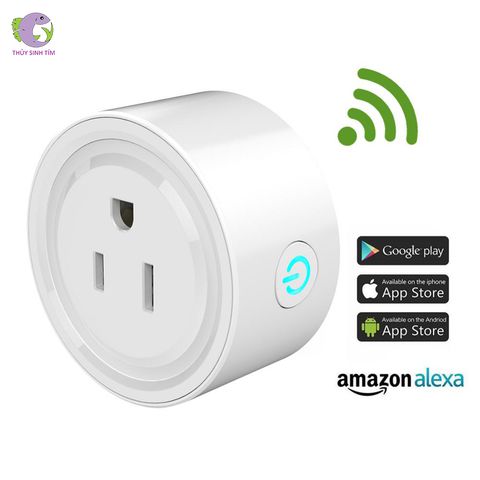 THỦY SINH TÍM
Google play
Available on the iphone
App Store
Available on the Andriod
App Store
amazon alexa